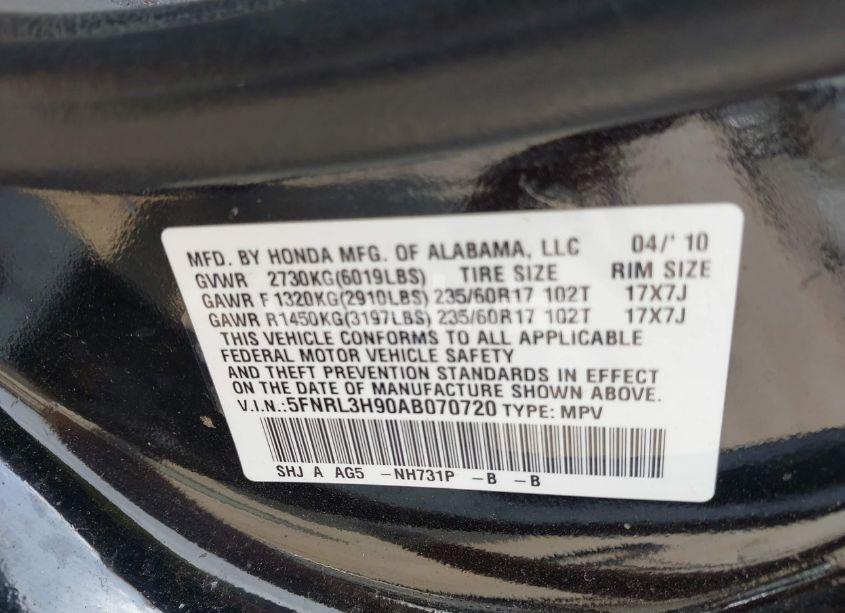 MFD. BY HONDA MFG. OF ALABAMA, LLC 04/' 10
GVWR 2730KG(6019LBS) TIRE SIZE RIM SIZE
GAWR F 1320KG(2910LBS) 235/60R17 102T 17X7J
GAWR R1450KG(3197LBS) 235/60R17 102T 17X7J
THIS VEHICLE CONFORMS TO ALL APPLICABLE
FEDERAL MOTOR VEHICLE SAFETY
AND THEFT PREVENTION STANDARDS IN EFFECT
ON THE DATE OF MANUFACTURE SHOWN ABOVE.
V.I.N.:5FNRL3H90AB070720 TYPE: MPV
SHJ A AG5 -NH731P -B -B